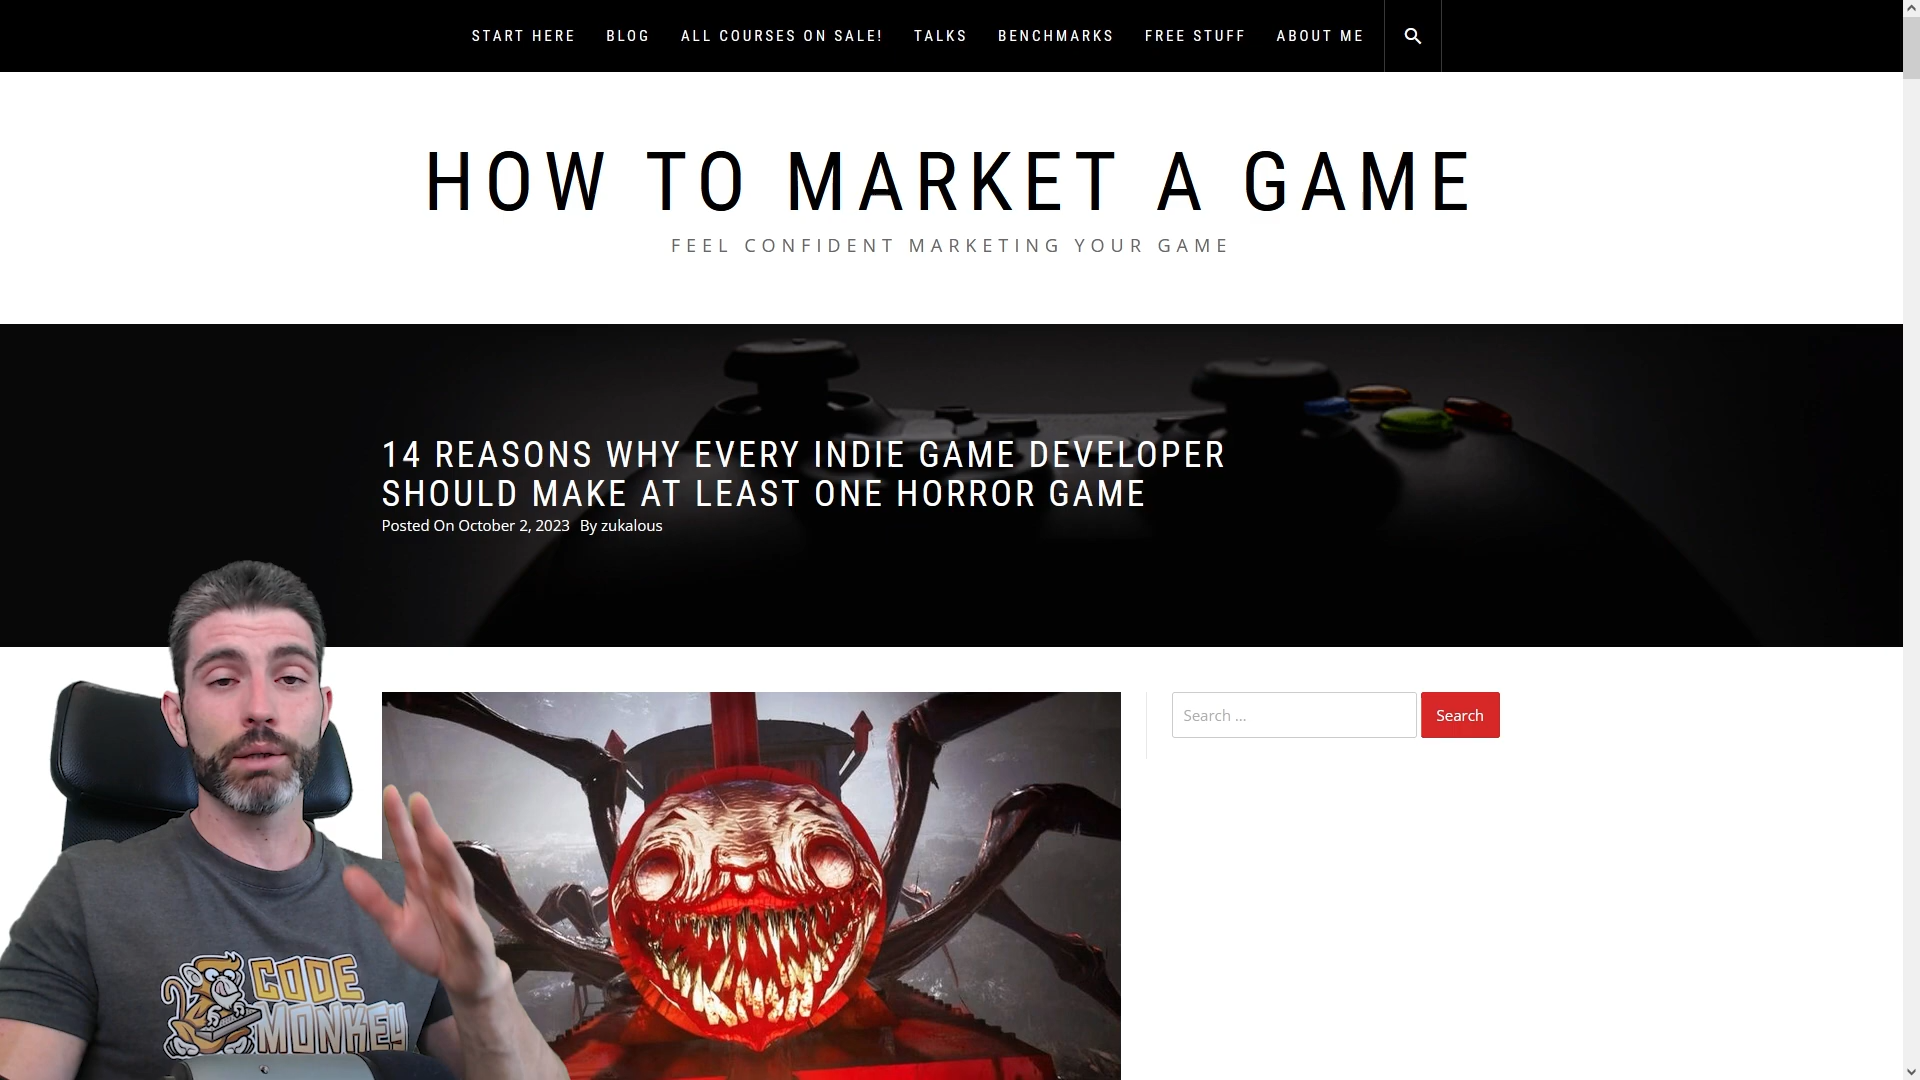 START HERE
BLOG
ALL COURSES ON SALE!
TALKS
BENCHMARKS
FREE STUFF
ABOUT ME
HOW TO MARKET A GAME
FEEL CONFIDENT MARKETING YOUR GAME
14 REASONS WHY EVERY INDIE GAME DEVELOPER
SHOULD MAKE AT LEAST ONE HORROR GAME
Posted On October 2, 2023 By zukalous
Search ...
Search
CODE
MONKEY